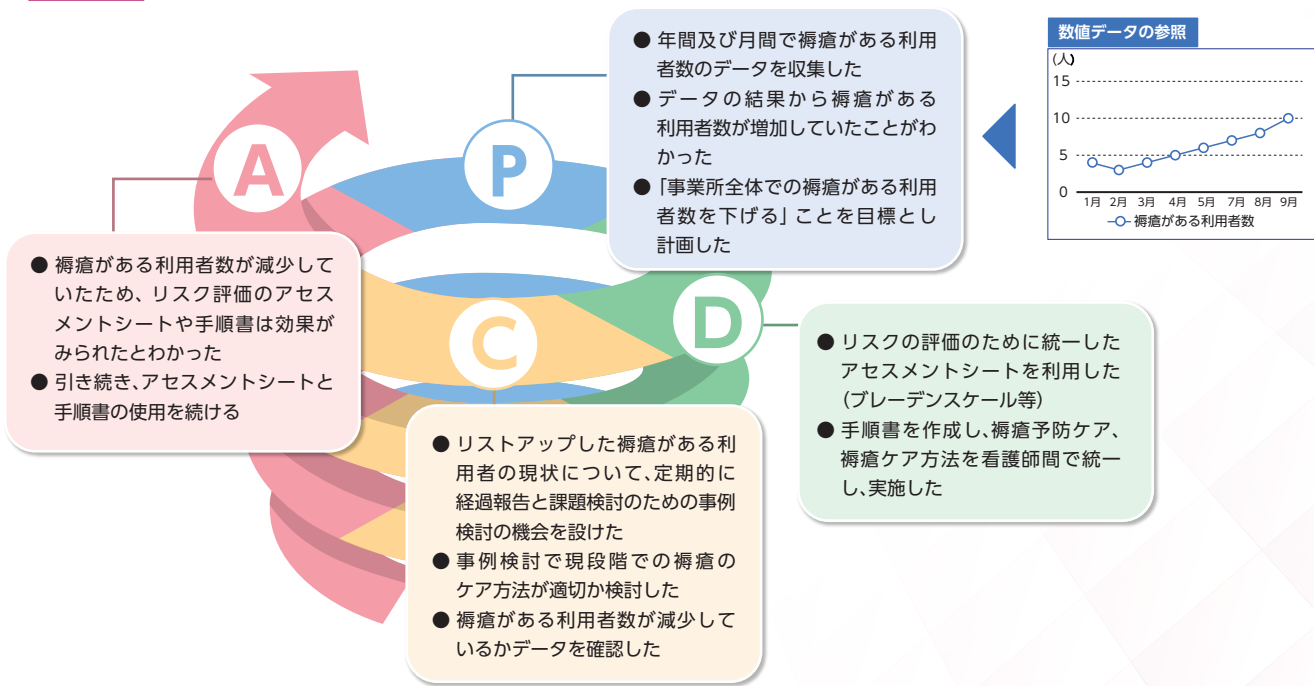 ● 年間及び月間で褥瘡がある利用
者数のデータを収集した
● データの結果から褥瘡がある
利用者数が増加していたことがわ
かった
● 「事業所全体での褥瘡がある利用
者数を下げる」ことを目標とし
計画した
数値データの参照
(人)
15
10
5
0
1月 2月 3月 4月 5月 6月 7月 8月 9月
褥瘡がある利用者数
A
P
C
D
● 褥瘡がある利用者数が減少して
いたため、リスク評価のアセス
メントシートや手順書は効果が
みられたとわかった
● 引き続き、アセスメントシートと
手順書の使用を続ける
● リスクの評価のために統一した
アセスメントシートを利用した
(ブレーデンスケール等)
● 手順書を作成し、褥瘡予防ケア、
褥瘡ケア方法を看護師間で統一
し、実施した
● リストアップした褥瘡がある利
用者の現状について、定期的に
経過報告と課題検討のための事例
検討の機会を設けた
● 事例検討で現段階での褥瘡の
ケア方法が適切か検討した
● 褥瘡がある利用者数が減少して
いるかデータを確認した